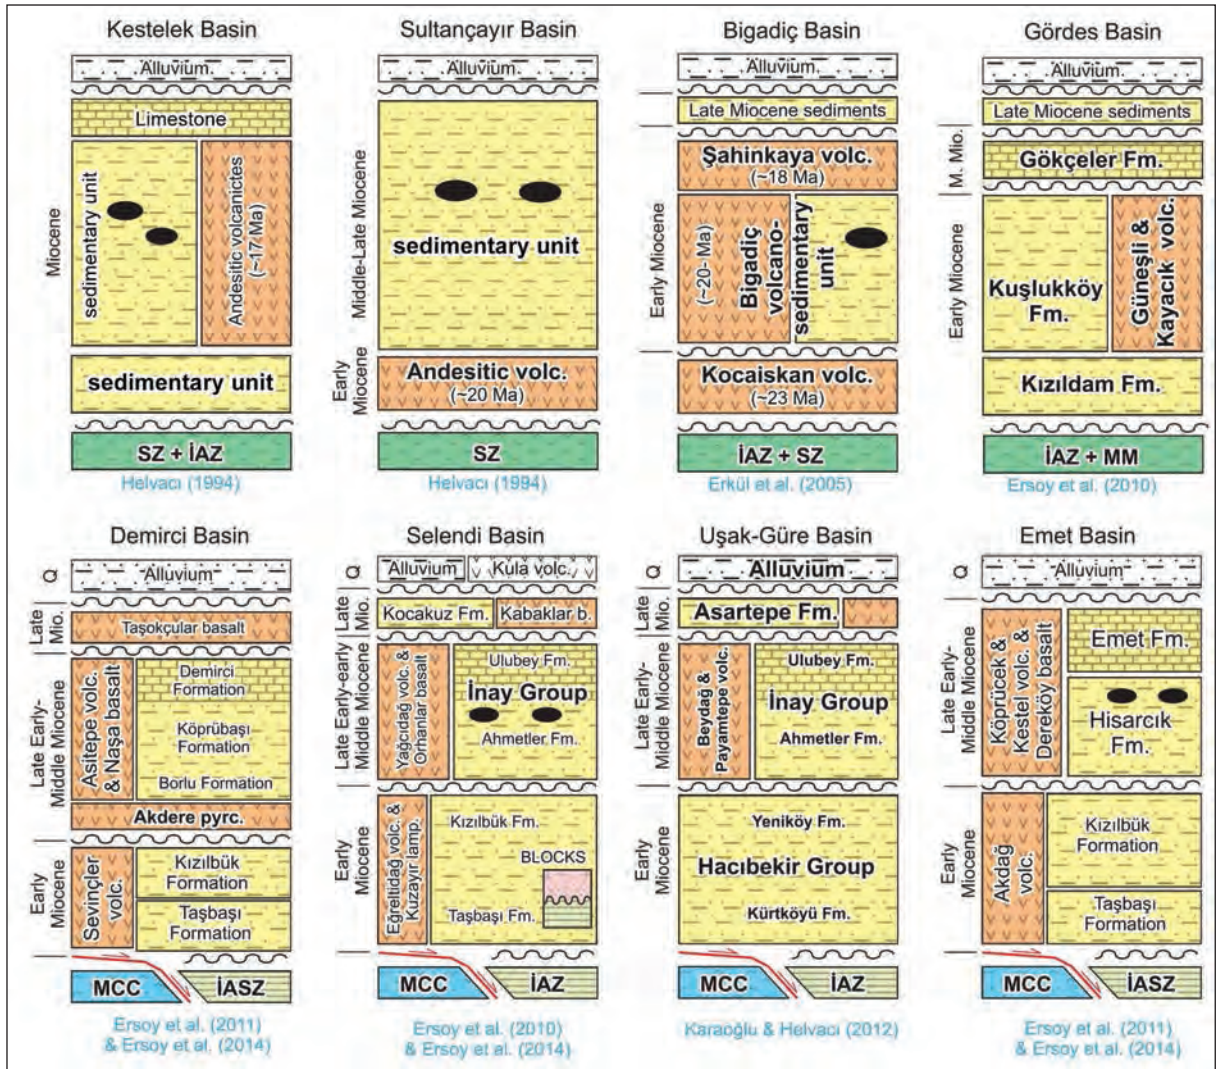 Kestelek Basin
Alluvium
Limestone
Miocene
sedimentary unit
Andesitic volcanictes
(~17 Ma)
sedimentary unit
SZ + İAZ
Helvacı (1994)
Sultançayır Basin
Alluvium
Middle-Late Miocene
sedimentary unit
Early
Miocene
Andesitic volc.
(~20 Ma)
SZ
Helvacı (1994)
Bigadiç Basin
Alluvium
Late Miocene sediments
Early Miocene
Şahinkaya volc.
(~18 Ma)
(~20- Ma)
Bigadiç
volcano-
sedimentary
unit
Kocaiskan volc.
(~23 Ma)
İAZ + SZ
Erkül et al. (2005)
Gördes Basin
Alluvium
Late Miocene sediments
M. Mio.
Gökçeler Fm.
Early Miocene
Kuşlukköy
Fm.
Güneşli &
Kayacık volc.
Kızıldam Fm.
İAZ + MM
Ersoy et al. (2010)
Demirci Basin
Q
Alluvium
Late
Mio.
Taşokçular basalt
Late Early-
Middle Miocene
Asitepe volc.
& Naşa basalt
Demirci
Formation
Köprübaşı
Formation
Borlu Formation
Akdere pyrc.
Early
Miocene
Sevinçler
volc.
Kızılbük
Formation
Taşbaşı
Formation
MCC
İASZ
Ersoy et al. (2011)
& Ersoy et al. (2014)
Selendi Basin
Q
Alluvium
Kula volc.
Late
Mio.
Kocakuz Fm.
Kabaklar b.
Late Early-early
Middle Miocene
Yağcıdağ volc. &
Orhanlar basalt
Ulubey Fm.
İnay Group
Ahmetler Fm.
Early
Miocene
Eğrellidağ volc. &
Kuzayır lamp.
Kızılbük Fm.
BLOCKS
Taşbaşı Fm.
MCC
İAZ
Ersoy et al. (2010)
& Ersoy et al. (2014)
Uşak-Güre Basin
Q
Alluvium
Late
Mio.
Asartepe Fm.
Late Early-
Middle Miocene
Beydağ &
Payamtepe volc.
Ulubey Fm.
İnay Group
Ahmetler Fm.
Early
Miocene
Yeniköy Fm.
Hacıbekir Group
Kürtköyü Fm.
MCC
İAZ
Karaoğlu & Helvacı (2012)
Emet Basin
Q
Alluvium
Late Early-
Middle Miocene
Köprücek &
Kestel volc. &
Dereköy basalt
Emet Fm.
Hisarcık
Fm.
Early
Miocene
Akdağ
volc.
Kızılbük
Formation
Taşbaşı
Formation
MCC
İASZ
Ersoy et al. (2011)
& Ersoy et al. (2014)